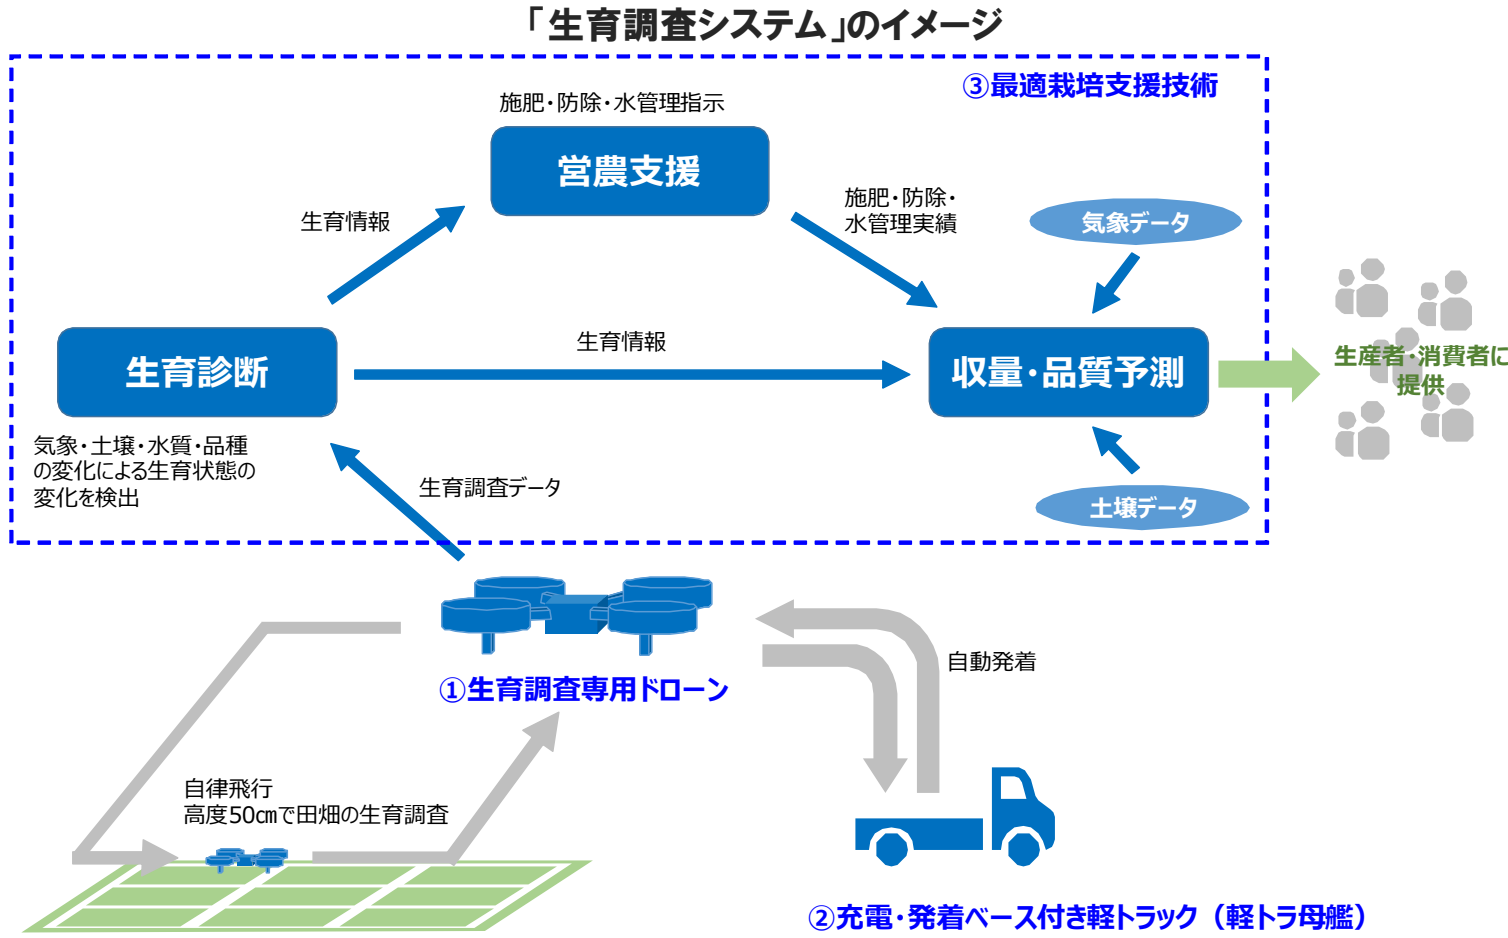 「生育調査システム」のイメージ
③最適栽培支援技術
施肥・防除・水管理指示
営農支援
生育情報
施肥・防除・
水管理実績
気象データ
生育診断
生育情報
収量・品質予測
生産者・消費者に
提供
気象・土壌・水質・品種
の変化による生育状態の
変化を検出
生育調査データ
土壌データ
①生育調査専用ドローン
自動発着
自律飛行
高度50㎝で田畑の生育調査
②充電・発着ベース付き軽トラック（軽トラ母艦）